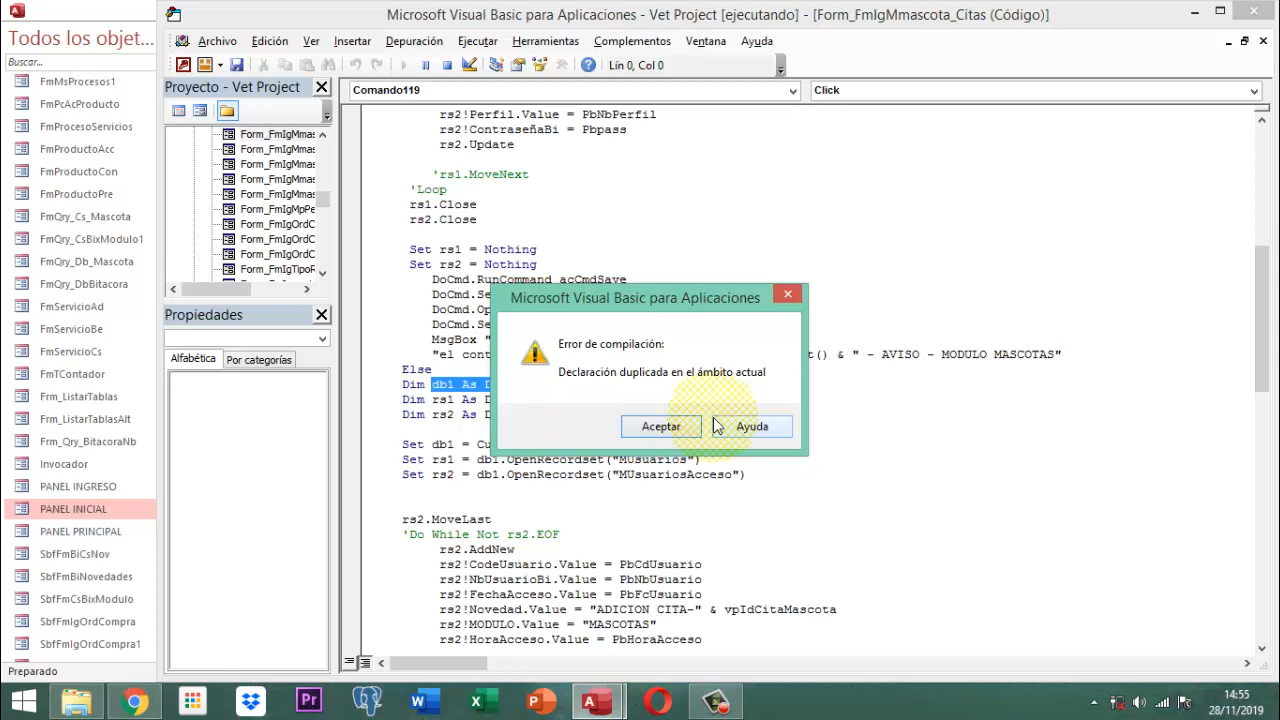 Microsoft Visual Basic para Aplicaciones - Vet Project [ejecutando] - [Form_FmIgMmascota_Citas (Código)]
Todos los objet...
Archivo Edición Ver Insertar Depuración Ejecutar Herramientas Complementos Ventana Ayuda
Buscar...
Lín 0, Col 0
FmMsProcesos1
FmPrAcProducto
FmProcesoServicios
FmProductoAcc
FmProductoCon
FmProductoPre
FmQry_Cs_Mascota
FmQry_CsBixModulo1
FmQry_Db_Mascota
FmQry_DbBitacora
FmServicioAd
FmServicioBe
FmServicioCs
FmTContador
Frm_ListarTablas
Frm_ListarTablasAlt
Frm_Qry_BitacoraNb
Invocador
PANEL INGRESO
PANEL INICIAL
PANEL PRINCIPAL
SbfFmBiCsNov
SbfFmBiNovedades
SbfFmCsBixModulo
SbfFmIgOrdCompra
SbfFmIgOrdCompra1
Preparado
Proyecto - Vet Project
Form_FmIgMmas
Form_FmIgMmas
Form_FmIgMmas
Form_FmIgMmas
Form_FmIgMmas
Form_FmIgMpPe
Form_FmIgOrdC
Form_FmIgOrdC
Form_FmIgOrdC
Form_FmIgTipoR
Propiedades
Alfabética Por categorías
Comando119 Click
rs2!Perfil.Value = PbNbPerfil
rs2!ContraseñaBi = Pbpass
rs2.Update
'rs1.MoveNext
'Loop
rs1.Close
rs2.Close
Set rs1 = Nothing
Set rs2 = Nothing
DoCmd.RunCommand acCmdSave
DoCmd.Se
DoCmd.Op
DoCmd.Se
MsgBox "
"el cont t() & " - AVISO - MODULO MASCOTAS"
Else
Dim db1 As D
Dim rs1 As D
Dim rs2 As D
Set db1 = Cu
Set rs1 = db1.OpenRecordset("MUsuarios")
Set rs2 = db1.OpenRecordset("MUsuariosAcceso")
rs2.MoveLast
'Do While Not rs2.EOF
rs2.AddNew
rs2!CodeUsuario.Value = PbCdUsuario
rs2!NbUsuarioBi.Value = PbNbUsuario
rs2!FechaAcceso.Value = PbFcUsuario
rs2!Novedad.Value = "ADICION CITA-" & vpIdCitaMascota
rs2!MODULO.Value = "MASCOTAS"
rs2!HoraAcceso.Value = PbHoraAcceso
Microsoft Visual Basic para Aplicaciones
Error de compilación:
Declaración duplicada en el ámbito actual
Aceptar Ayuda
14:55
28/11/2019